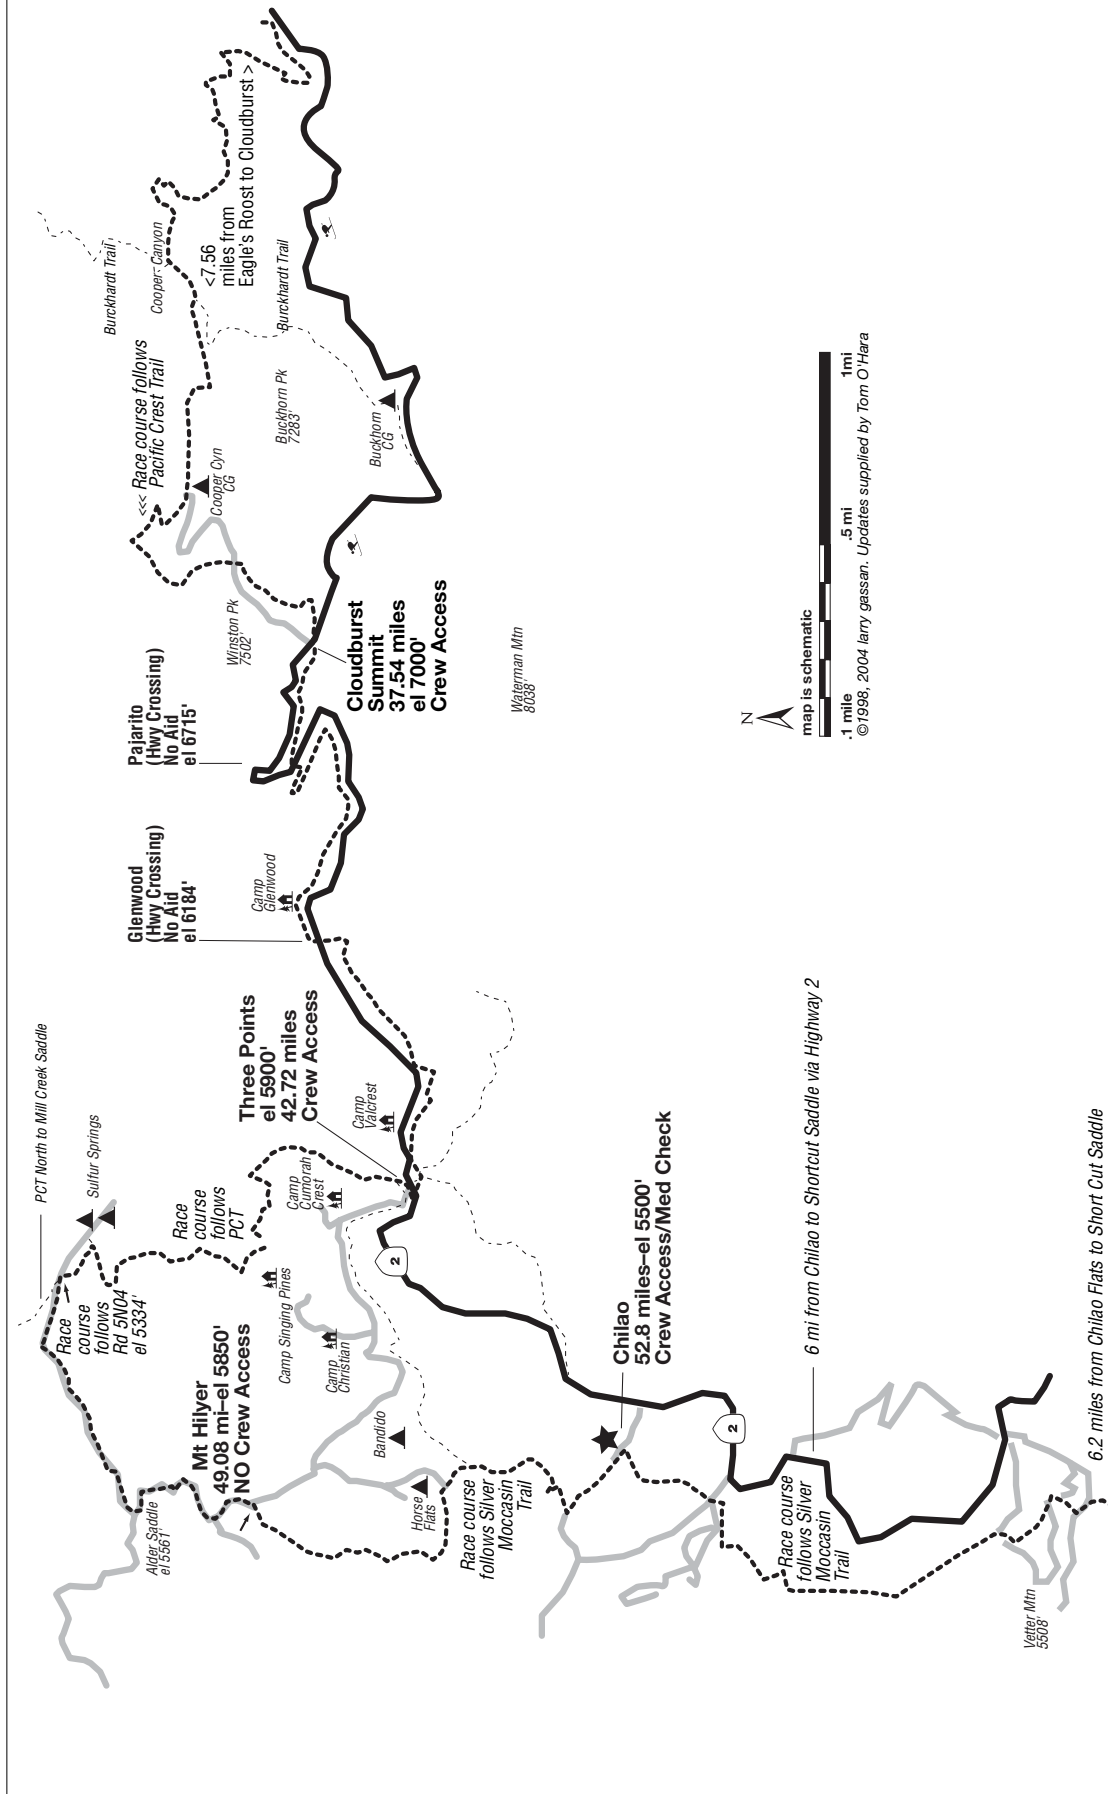 PCT North to Mill Creek Saddle
Sulfur Springs
Race
course
follows
PCT
Race
course
follows
Rd 5N04
el 5334'
Alder Saddle
el 5561'
Mt Hilyer
49.08 mi–el 5850'
NO Crew Access
Camp Singing Pines
Camp
Christian
Camp
Cumorah
Crest
Bandido
Horse
Flats
Race course
follows Silver
Moccasin
Trail
Three Points
el 5900'
42.72 miles
Crew Access
Camp
Valcrest
2
Glenwood
(Hwy Crossing)
No Aid
el 6184'
Camp
Glenwood
Pajarito
(Hwy Crossing)
No Aid
el 6715'
Winston Pk
7502'
Cloudburst
Summit
37.54 miles
el 7000'
Crew Access
Waterman Mtn
8038'
<<< Race course follows
Pacific Crest Trail
Cooper Cyn
CG
Buckhorn Pk
7283'
Buckhorn
CG
Burckhardt Trail
Cooper Canyon
<7.56
miles from
Eagle's Roost to Cloudburst >
Burckhardt Trail
Chilao
52.8 miles–el 5500'
Crew Access/Med Check
2
Race course
follows Silver
Moccasin
Trail
6 mi from Chilao to Shortcut Saddle via Highway 2
Vetter Mtn
5508'
6.2 miles from Chilao Flats to Short Cut Saddle
N
map is schematic
.1 mile
.5 mi
1mi
©1998, 2004 larry gassan. Updates supplied by Tom O'Hara